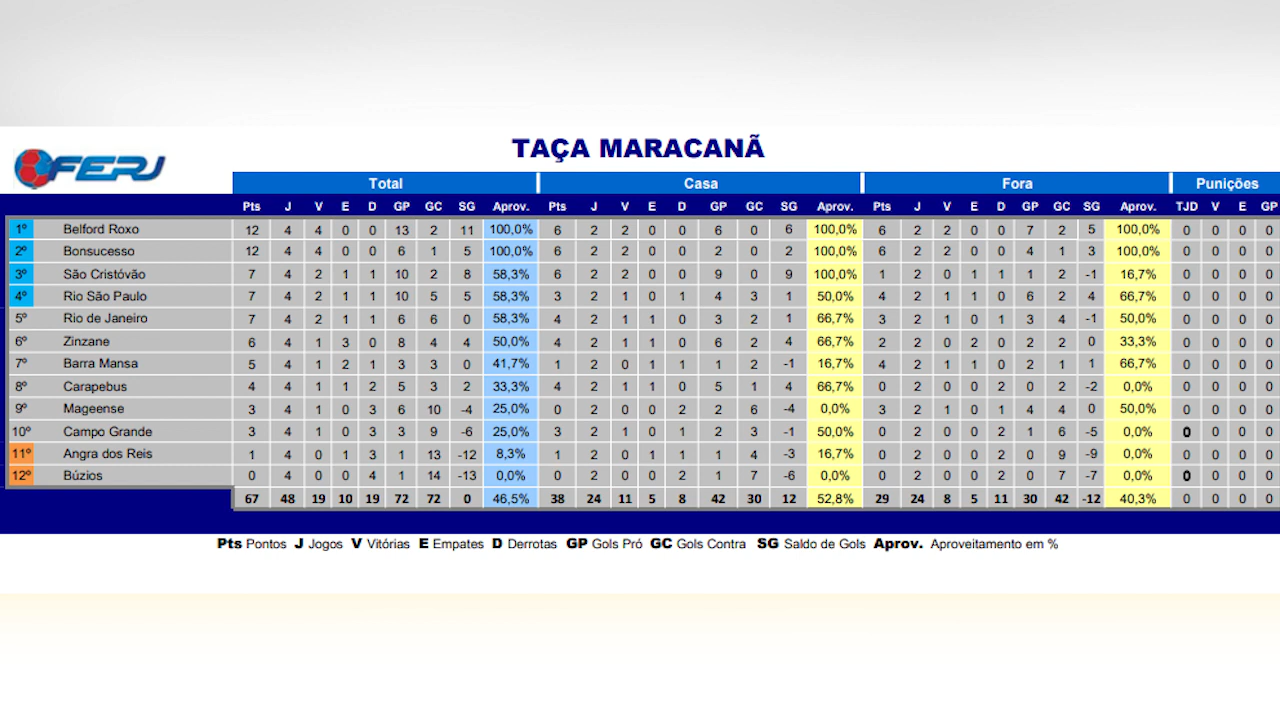 TAÇA MARACANÃ
FERJ
Total Casa Fora Punições
Pts J V E D GP GC SG Aprov. Pts J V E D GP GC SG Aprov. Pts J V E D GP GC SG Aprov. TJD V E GP
1º Belford Roxo 12 4 4 0 0 13 2 11 100,0% 6 2 2 0 0 6 0 6 100,0% 6 2 2 0 0 7 2 5 100,0% 0 0 0 0
2º Bonsucesso 12 4 4 0 0 6 1 5 100,0% 6 2 2 0 0 2 0 2 100,0% 6 2 2 0 0 4 1 3 100,0% 0 0 0 0
3º São Cristóvão 7 4 2 1 1 10 2 8 58,3% 6 2 2 0 0 9 0 9 100,0% 1 2 0 1 1 1 2 -1 16,7% 0 0 0 0
4º Rio São Paulo 7 4 2 1 1 10 5 5 58,3% 3 2 1 0 1 4 3 1 50,0% 4 2 1 1 0 6 2 4 66,7% 0 0 0 0
5º Rio de Janeiro 7 4 2 1 1 6 6 0 58,3% 4 2 1 1 0 3 2 1 66,7% 3 2 1 0 1 3 4 -1 50,0% 0 0 0 0
6º Zinzane 6 4 1 3 0 8 4 4 50,0% 4 2 1 1 0 6 2 4 66,7% 2 2 0 2 0 2 2 0 33,3% 0 0 0 0
7º Barra Mansa 5 4 1 2 1 3 3 0 41,7% 1 2 0 1 1 1 2 -1 16,7% 4 2 1 1 0 2 1 1 66,7% 0 0 0 0
8º Carapebus 4 4 1 1 2 5 3 2 33,3% 4 2 1 1 0 5 1 4 66,7% 0 2 0 0 2 0 2 -2 0,0% 0 0 0 0
9º Mageense 3 4 1 0 3 6 10 -4 25,0% 0 2 0 0 2 2 6 -4 0,0% 3 2 1 0 1 4 4 0 50,0% 0 0 0 0
10º Campo Grande 3 4 1 0 3 3 9 -6 25,0% 3 2 1 0 1 2 3 -1 50,0% 0 2 0 0 2 1 6 -5 0,0% 0 0 0 0
11º Angra dos Reis 1 4 0 1 3 1 13 -12 8,3% 1 2 0 1 1 1 4 -3 16,7% 0 2 0 0 2 0 9 -9 0,0% 0 0 0 0
12º Búzios 0 4 0 0 4 1 14 -13 0,0% 0 2 0 0 2 1 7 -6 0,0% 0 2 0 0 2 0 7 -7 0,0% 0 0 0 0
67 48 19 10 19 72 72 0 46,5% 38 24 11 5 8 42 30 12 52,8% 29 24 8 5 11 30 42 -12 40,3% 0 0 0 0
Pts Pontos J Jogos V Vitórias E Empates D Derrotas GP Gols Pró GC Gols Contra SG Saldo de Gols Aprov. Aproveitamento em %